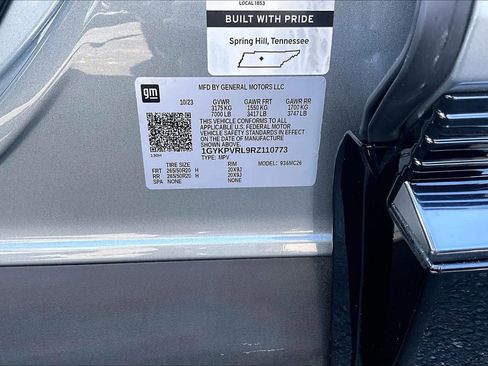 LOCAL 1853
BUILT WITH PRIDE
Spring Hill, Tennessee
gm
MFD BY GENERAL MOTORS LLC
10/23 GVWR GAWR FRT GAWR RR
3175 KG 1550 KG 1700 KG
7000 LB 3417 LB 3747 LB
THIS VEHICLE CONFORMS TO ALL
APPLICABLE U.S. FEDERAL MOTOR
VEHICLE SAFETY STANDARDS IN
EFFECT ON THE DATE OF MANUFACTURE
SHOWN ABOVE.
1GYKPVRL9RZ110773
130H TYPE: MPV MODEL: 936MC26
TIRE SIZE RIM
FRT 265/50R20 H 20X9J
RR 265/50R20 H 20X9J
SPA NONE NONE